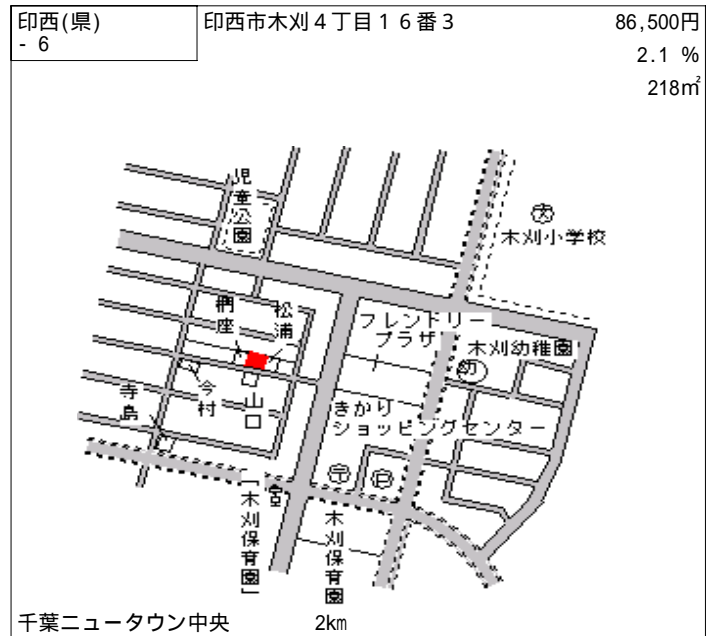 印西(県)
- 6
印西市木刈４丁目１６番３
86,500円
2.1 %
218㎡
児童公園
木刈小学校
椚座
松浦
フレンドリー
プラザ
木刈幼稚園
幼
今村
寺島
山口
きかり
ショッピングセンター
〒
宮
「木刈保育園」
木刈保育園
千葉ニュータウン中央
2km